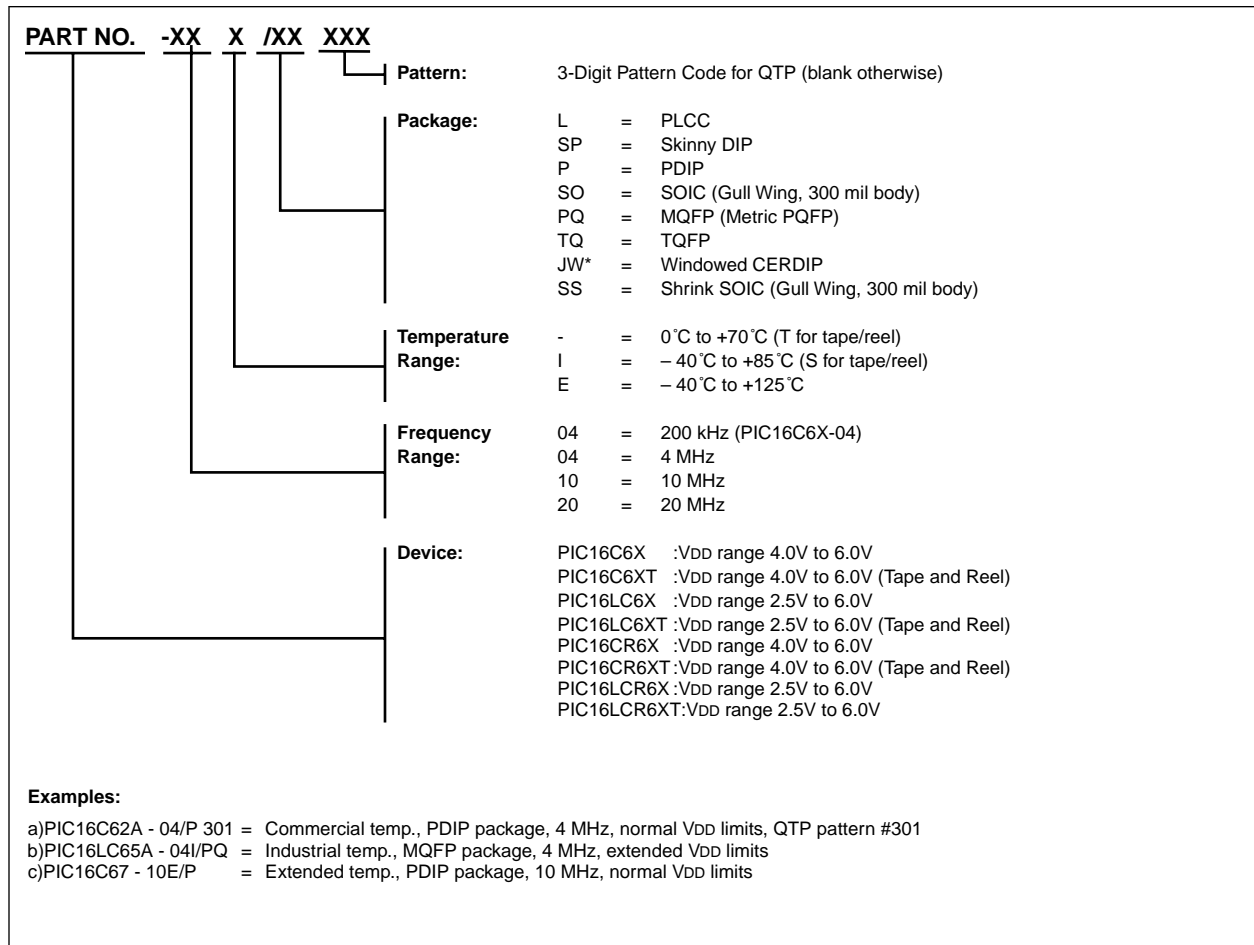 PART NO. -XX X /XX XXX
Pattern: 3-Digit Pattern Code for QTP (blank otherwise)
Package: L = PLCC
SP = Skinny DIP
P = PDIP
SO = SOIC (Gull Wing, 300 mil body)
PQ = MQFP (Metric PQFP)
TQ = TQFP
JW* = Windowed CERDIP
SS = Shrink SOIC (Gull Wing, 300 mil body)
Temperature - = 0˚C to +70˚C (T for tape/reel)
Range: I = – 40˚C to +85˚C (S for tape/reel)
E = – 40˚C to +125˚C
Frequency 04 = 200 kHz (PIC16C6X-04)
Range: 04 = 4 MHz
10 = 10 MHz
20 = 20 MHz
Device: PIC16C6X :VDD range 4.0V to 6.0V
PIC16C6XT :VDD range 4.0V to 6.0V (Tape and Reel)
PIC16LC6X :VDD range 2.5V to 6.0V
PIC16LC6XT :VDD range 2.5V to 6.0V (Tape and Reel)
PIC16CR6X :VDD range 4.0V to 6.0V
PIC16CR6XT :VDD range 4.0V to 6.0V (Tape and Reel)
PIC16LCR6X :VDD range 2.5V to 6.0V
PIC16LCR6XT:VDD range 2.5V to 6.0V
Examples:
a)PIC16C62A - 04/P 301 = Commercial temp., PDIP package, 4 MHz, normal VDD limits, QTP pattern #301
b)PIC16LC65A - 04I/PQ = Industrial temp., MQFP package, 4 MHz, extended VDD limits
c)PIC16C67 - 10E/P = Extended temp., PDIP package, 10 MHz, normal VDD limits